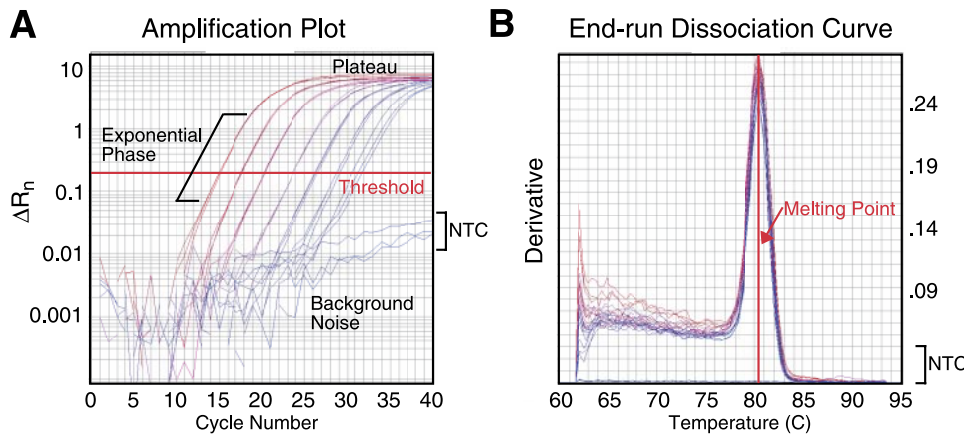 A
Amplification Plot
10
1
0.1
0.01
0.001
ΔRn
Plateau
Exponential
Phase
Threshold
NTC
Background
Noise
0 5 10 15 20 25 30 35 40
Cycle Number
B
End-run Dissociation Curve
Derivative
.24
.19
.14
.09
Melting Point
NTC
60 65 70 75 80 85 90 95
Temperature (C)